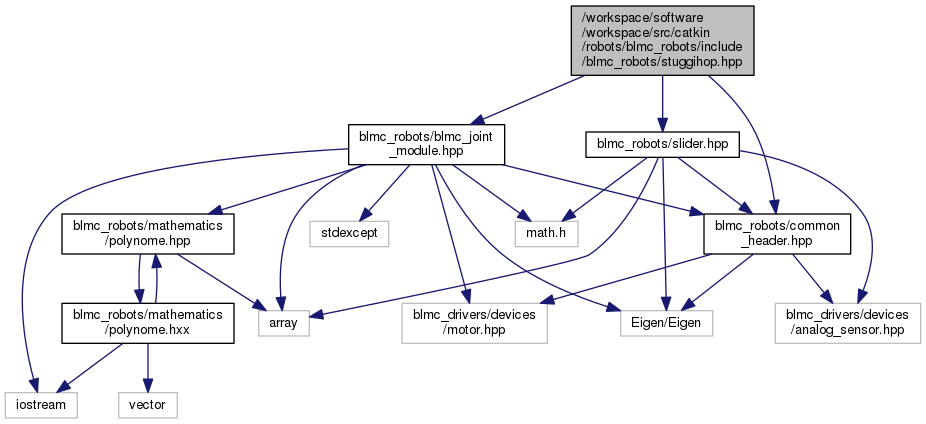 /workspace/software
/workspace/src/catkin
/robots/blmc_robots/include
/blmc_robots/stuggihop.hpp
blmc_robots/blmc_joint
_module.hpp
blmc_robots/slider.hpp
blmc_robots/mathematics
/polynome.hpp
stdexcept
math.h
blmc_robots/common
_header.hpp
blmc_robots/mathematics
/polynome.hxx
array
blmc_drivers/devices
/motor.hpp
Eigen/Eigen
blmc_drivers/devices
/analog_sensor.hpp
iostream
vector